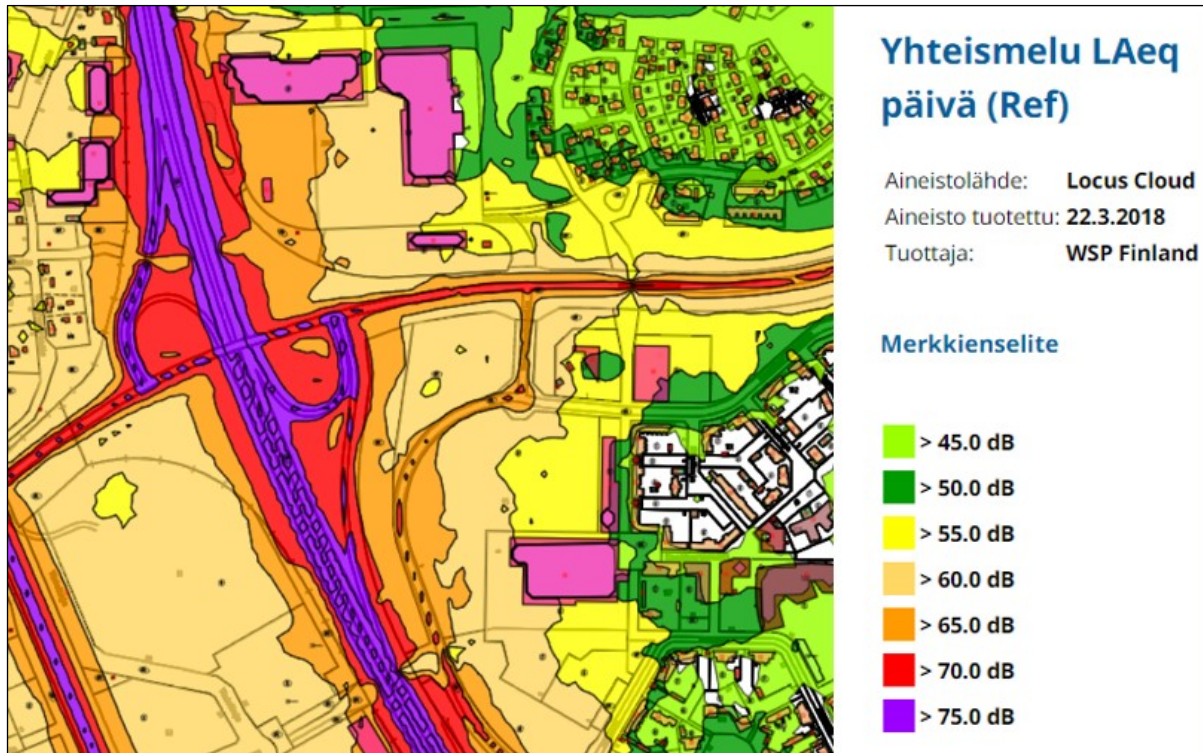 Yhteismelu LAeq
päivä (Ref)
Aineistolähde: Locus Cloud
Aineisto tuotettu: 22.3.2018
Tuottaja: WSP Finland
Merkkienselite
> 45.0 dB
> 50.0 dB
> 55.0 dB
> 60.0 dB
> 65.0 dB
> 70.0 dB
> 75.0 dB